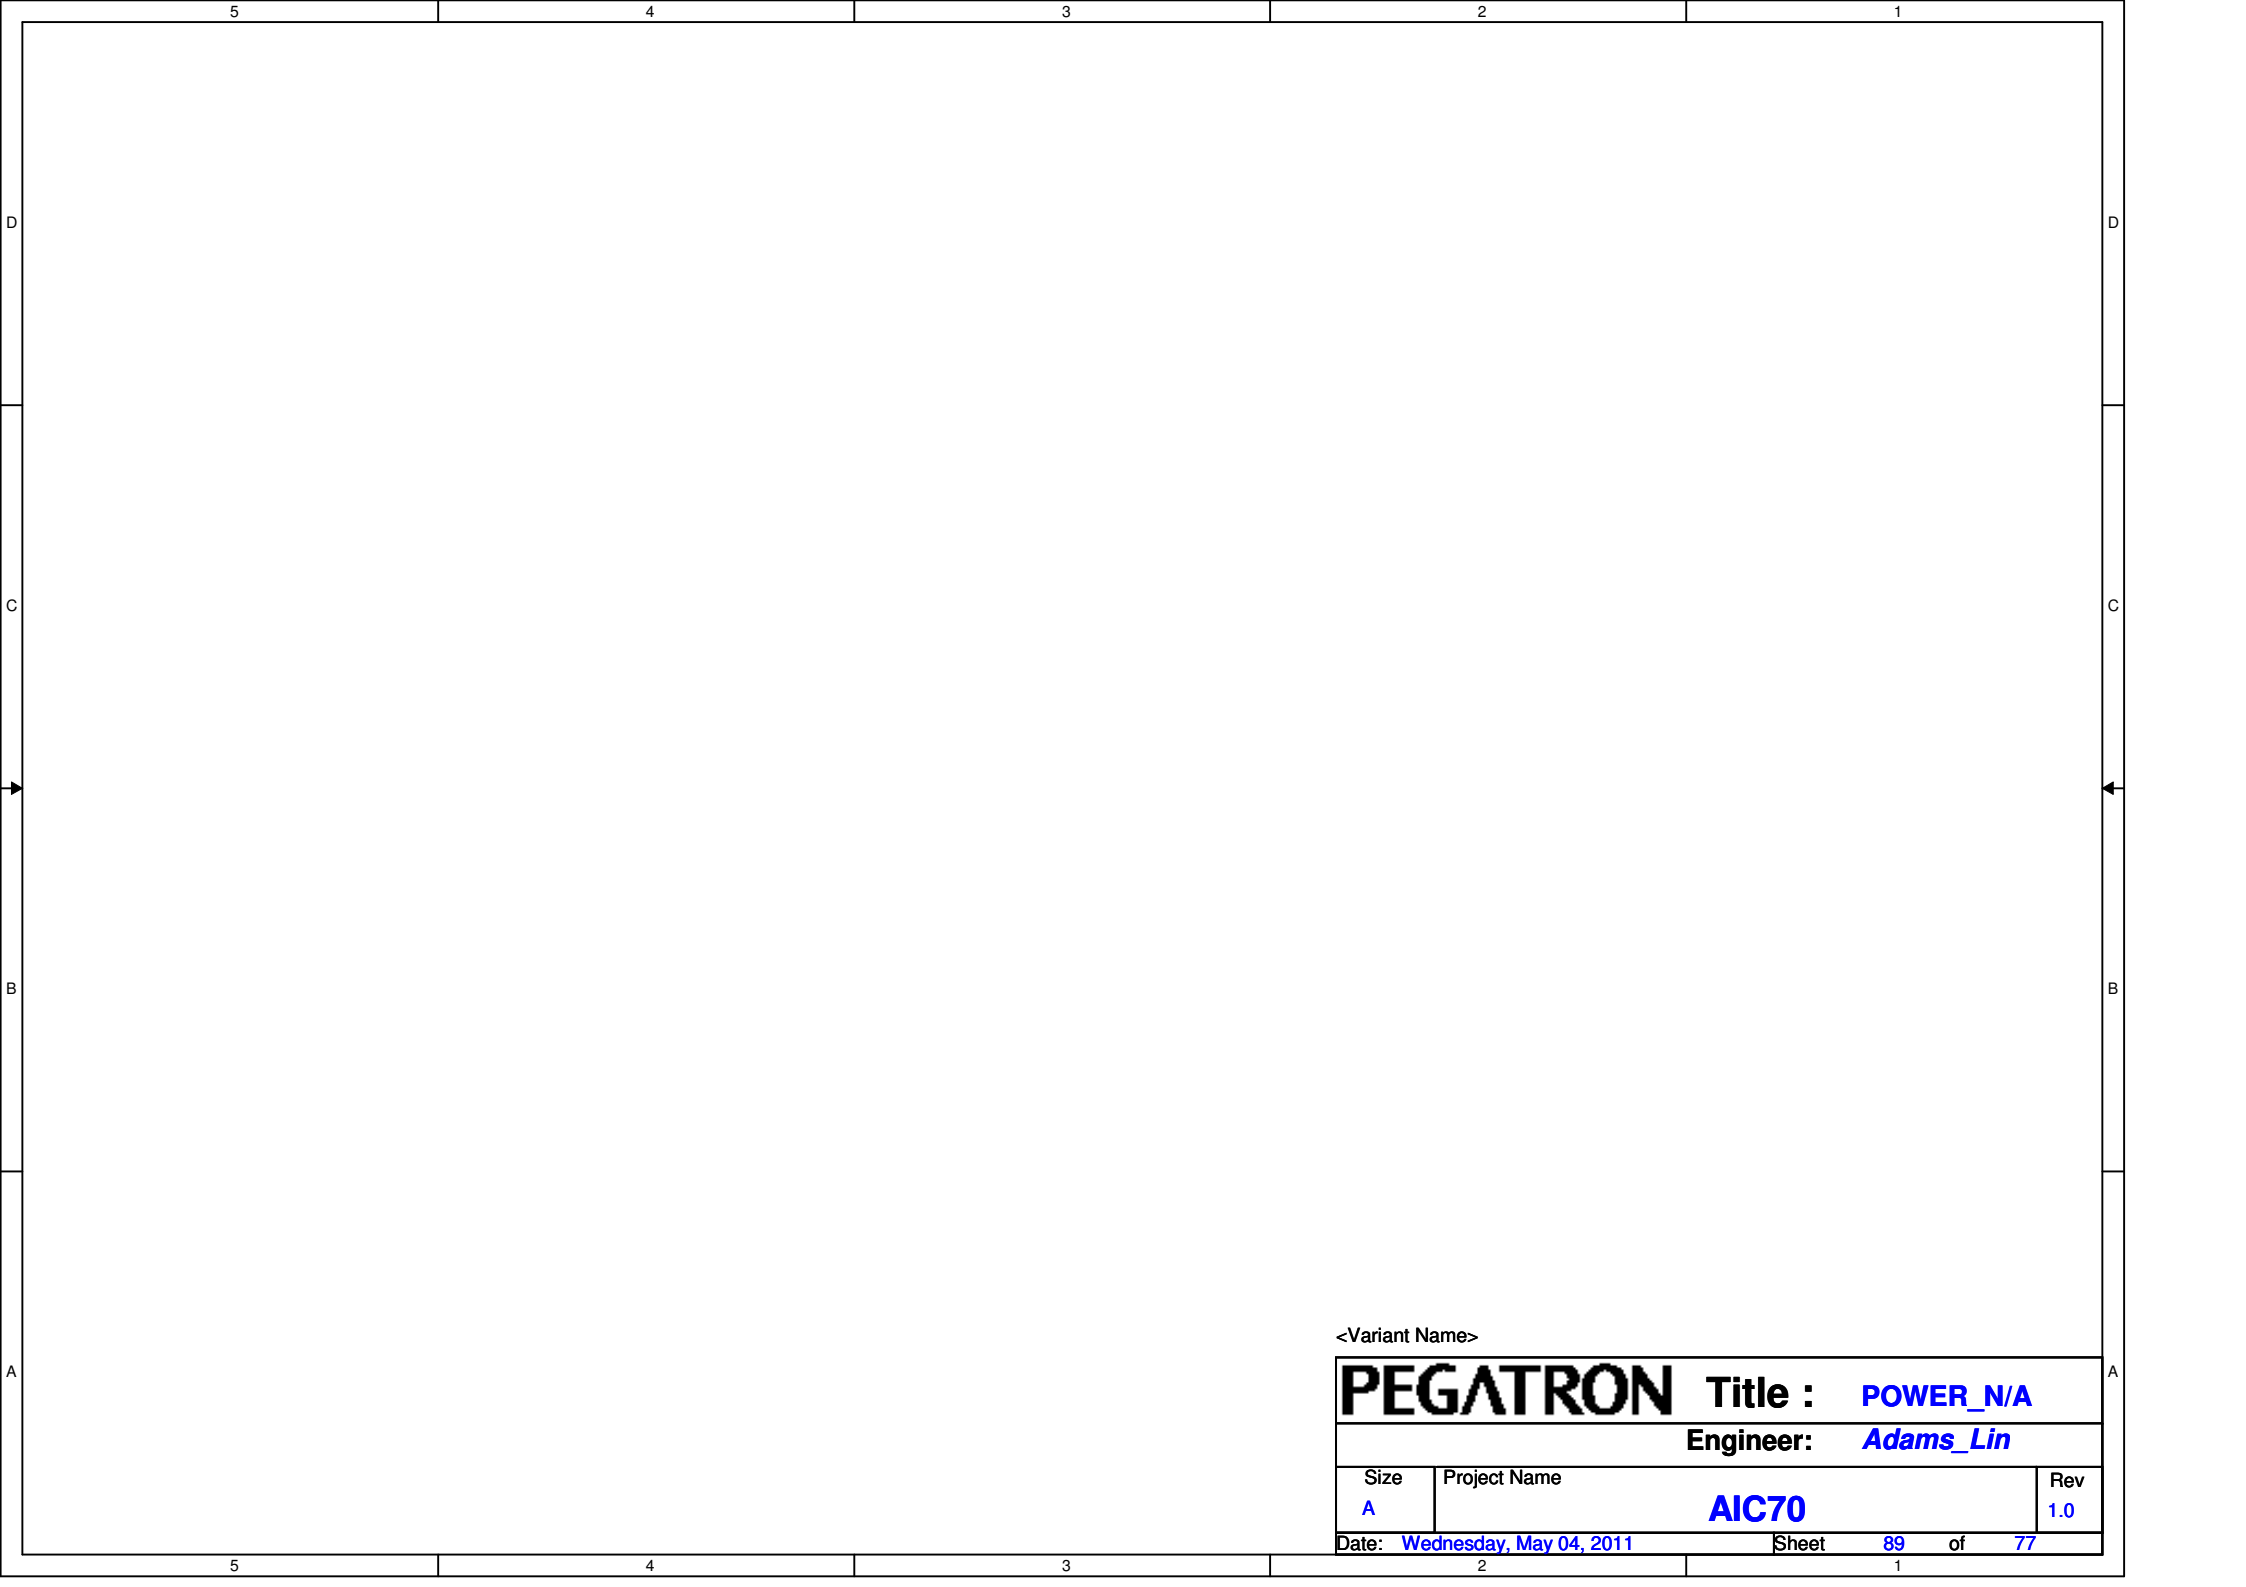 5 4 3 2 1
D D
C C
B B
<Variant Name>
A A
PEGATRON Title : POWER_N/A
Engineer: Adams_Lin
Size Project Name Rev
A AIC70 1.0
Date: Wednesday, May 04, 2011 Sheet 89 of 77
5 4 3 2 1